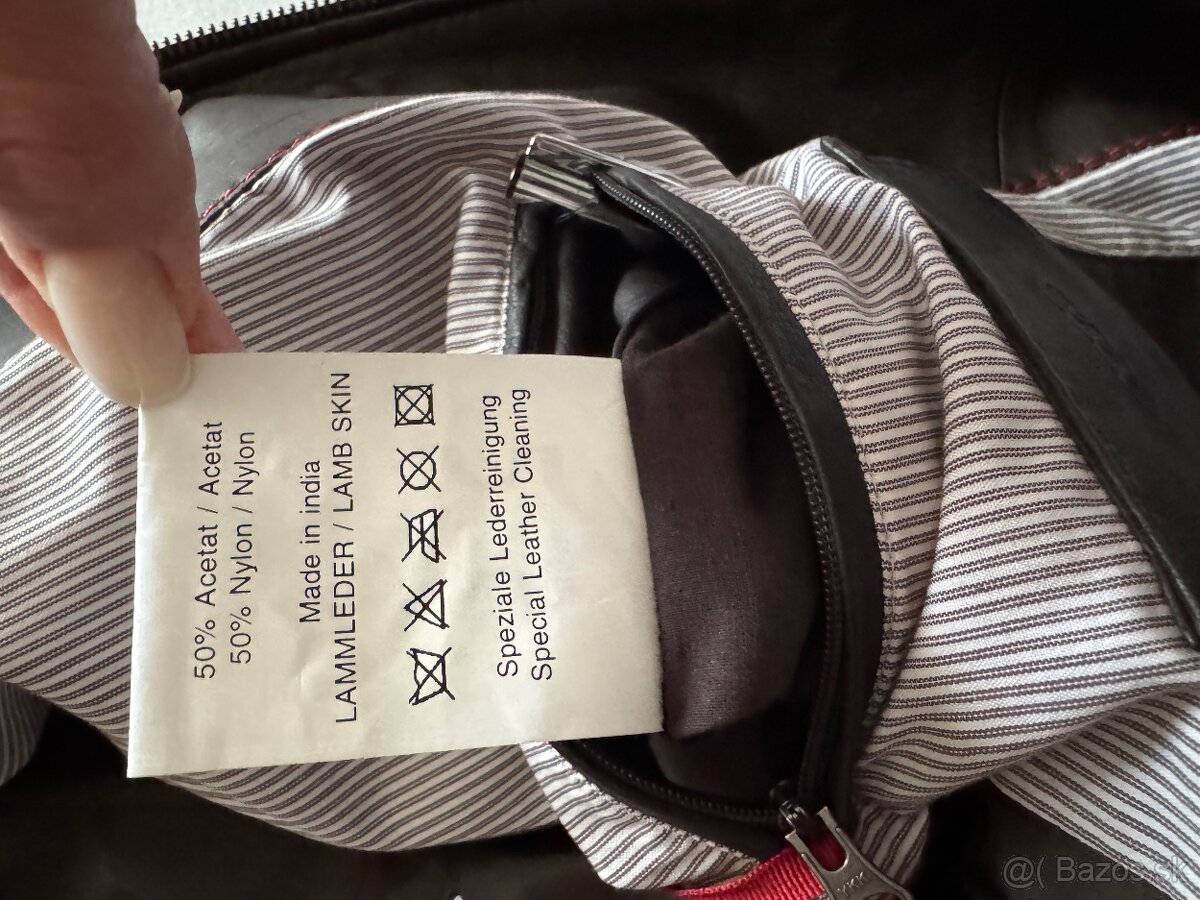 50% Acetat / Acetat
50% Nylon / Nylon
Made in india
LAMMLEDER / LAMB SKIN
Speziale Lederreinigung
Special Leather Cleaning
YKK
@( Bazos.sk